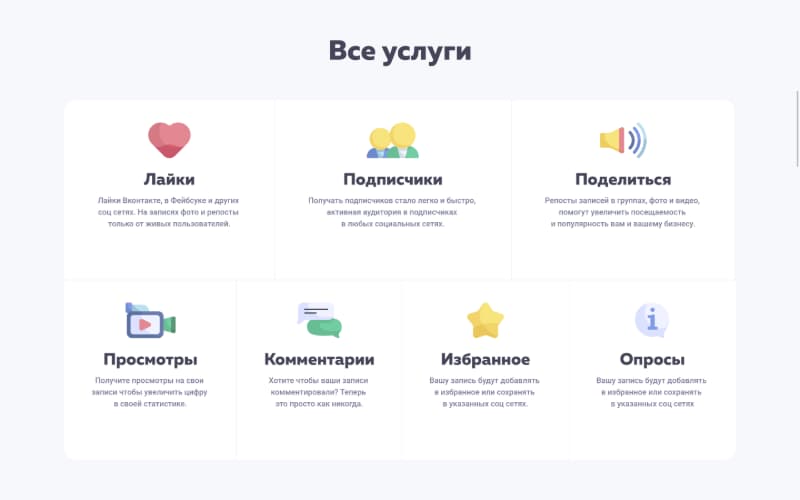 Все услуги
Лайки
Лайки Вконтакте, в Фейбсуке и других
соц сетях. На записях фото и репосты
только от живых пользователей.
Подписчики
Получать подписчиков стало легко и быстро,
активная аудитория в подписчиках
в любых социальных сетях.
Поделиться
Репосты записей в группах, фото и видео,
помогут увеличить посещаемость
и популярность вам и вашему бизнесу.
Просмотры
Получите просмотры на свои
записи чтобы увеличить цифру
в своей статистике.
Комментарии
Хотите чтобы ваши записи
комментировали? Теперь
это просто как никогда.
Избранное
Вашу запись будут добавлять
в избранное или сохранять
в указанных соц сетях.
Опросы
Вашу запись будут добавлять
в избранное или сохранять
в указанных соц сетях